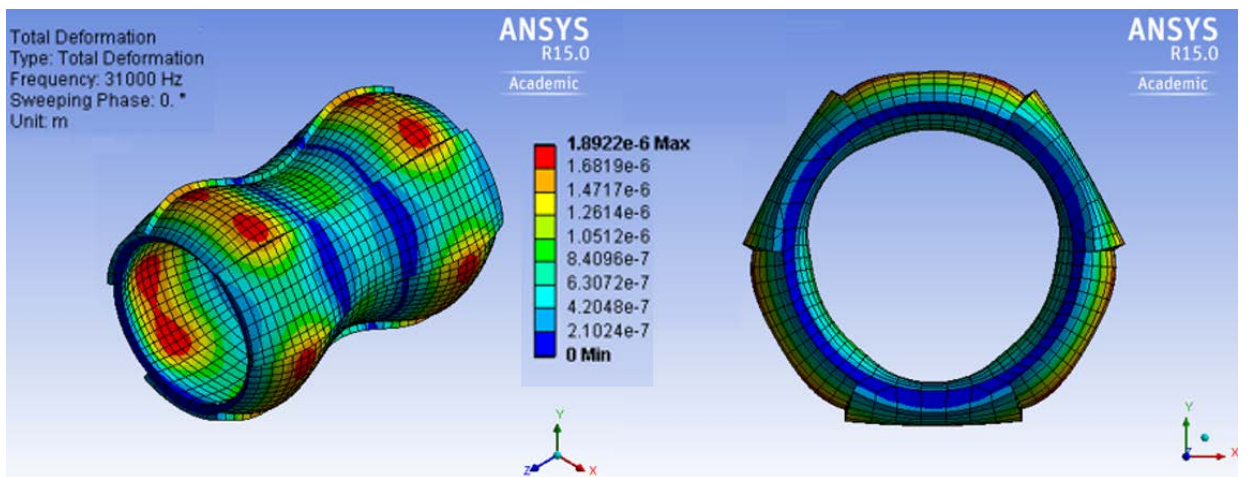 Total Deformation
Type: Total Deformation
Frequency: 31000 Hz
Sweeping Phase: 0. °
Unit: m
ANSYS
R15.0
Academic
1.8922e-6 Max
1.6819e-6
1.4717e-6
1.2614e-6
1.0512e-6
8.4096e-7
6.3072e-7
4.2048e-7
2.1024e-7
0 Min
Y
Z
X
ANSYS
R15.0
Academic
Y
Z
X